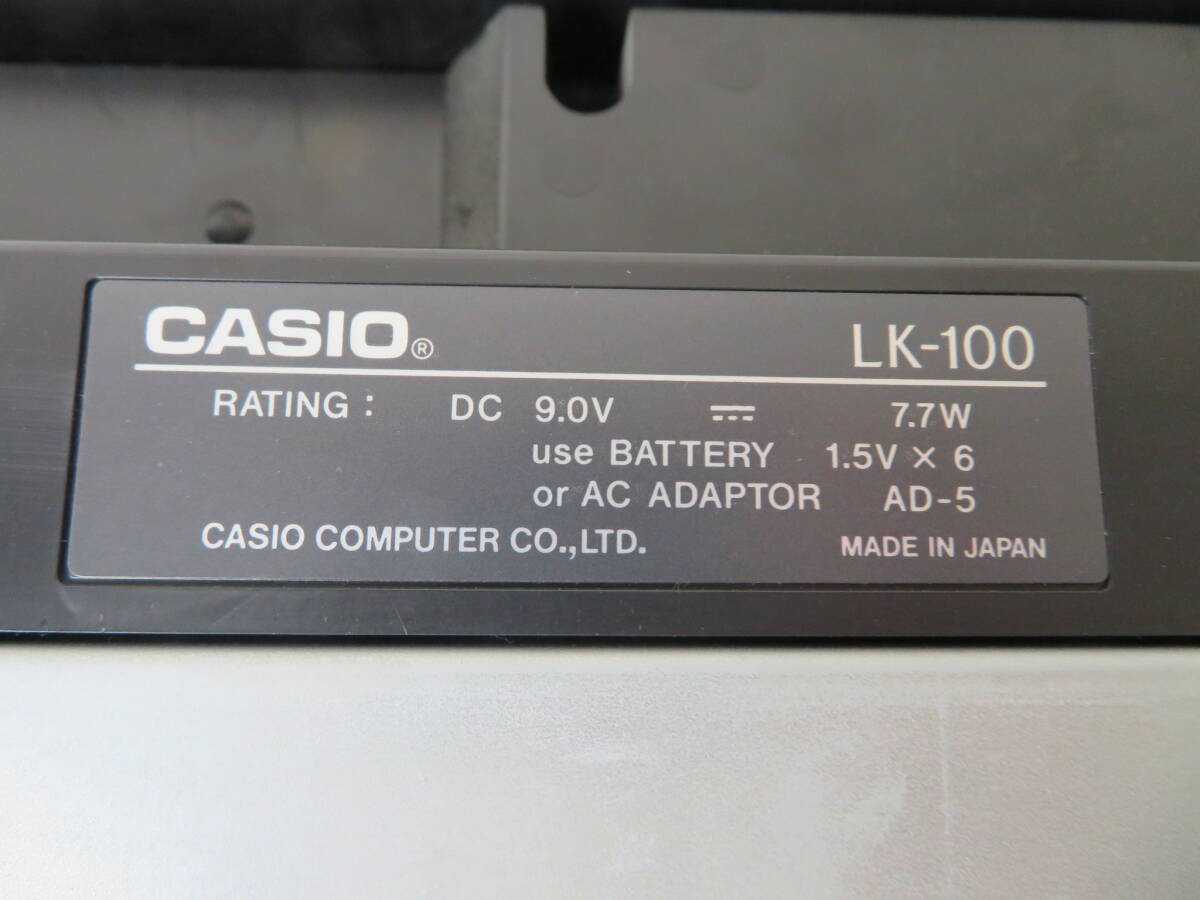 CASIO® LK-100
RATING : DC 9.0V ⎓ 7.7W
use BATTERY 1.5V × 6
or AC ADAPTOR AD-5
CASIO COMPUTER CO.,LTD. MADE IN JAPAN